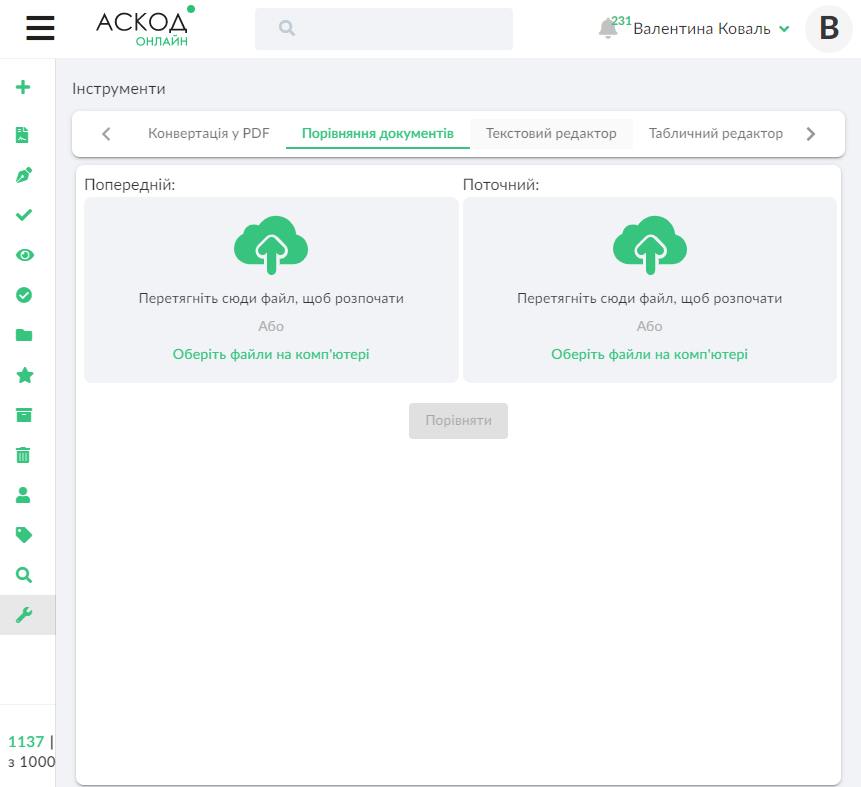 АСКОД
ОНЛАЙН
231
Валентина Коваль
В
Інструменти
Конвертація у PDF
Порівняння документів
Текстовий редактор
Табличний редактор
Попередній:
Поточний:
Перетягніть сюди файл, щоб розпочати
Або
Оберіть файли на комп'ютері
Перетягніть сюди файл, щоб розпочати
Або
Оберіть файли на комп'ютері
Порівняти
1137 |
з 1000